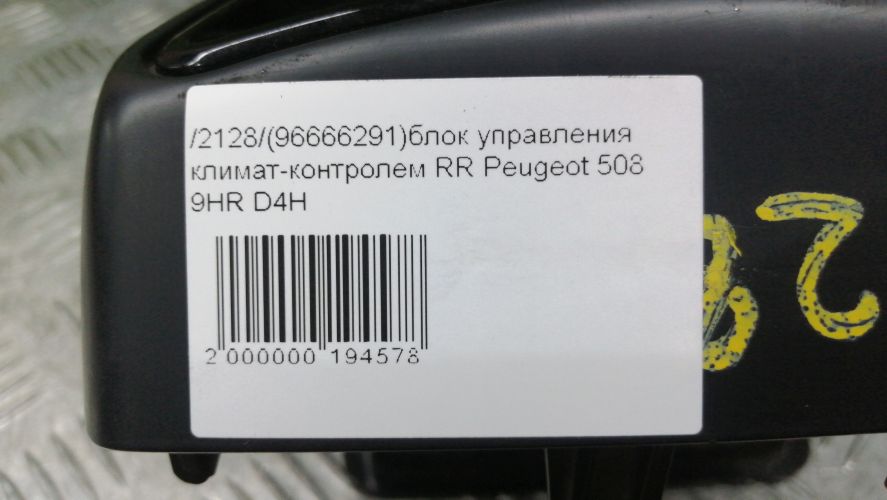 /2128/(96666291)блок управления
климат-контролем RR Peugeot 508
9HR D4H
2 000000 194578